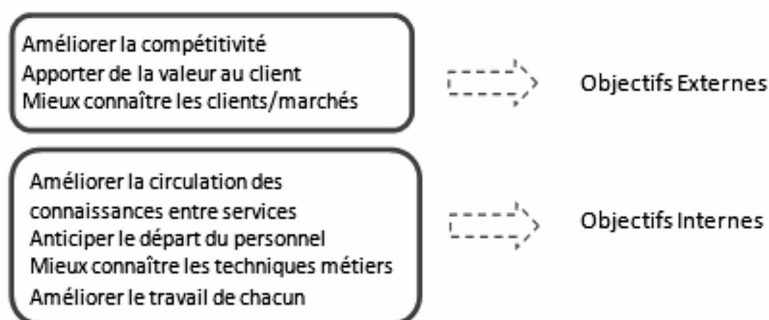 Améliorer la compétitivité
Apporter de la valeur au client
Mieux connaître les clients/marchés
Objectifs Externes
Améliorer la circulation des
connaissances entre services
Anticiper le départ du personnel
Mieux connaître les techniques métiers
Améliorer le travail de chacun
Objectifs Internes